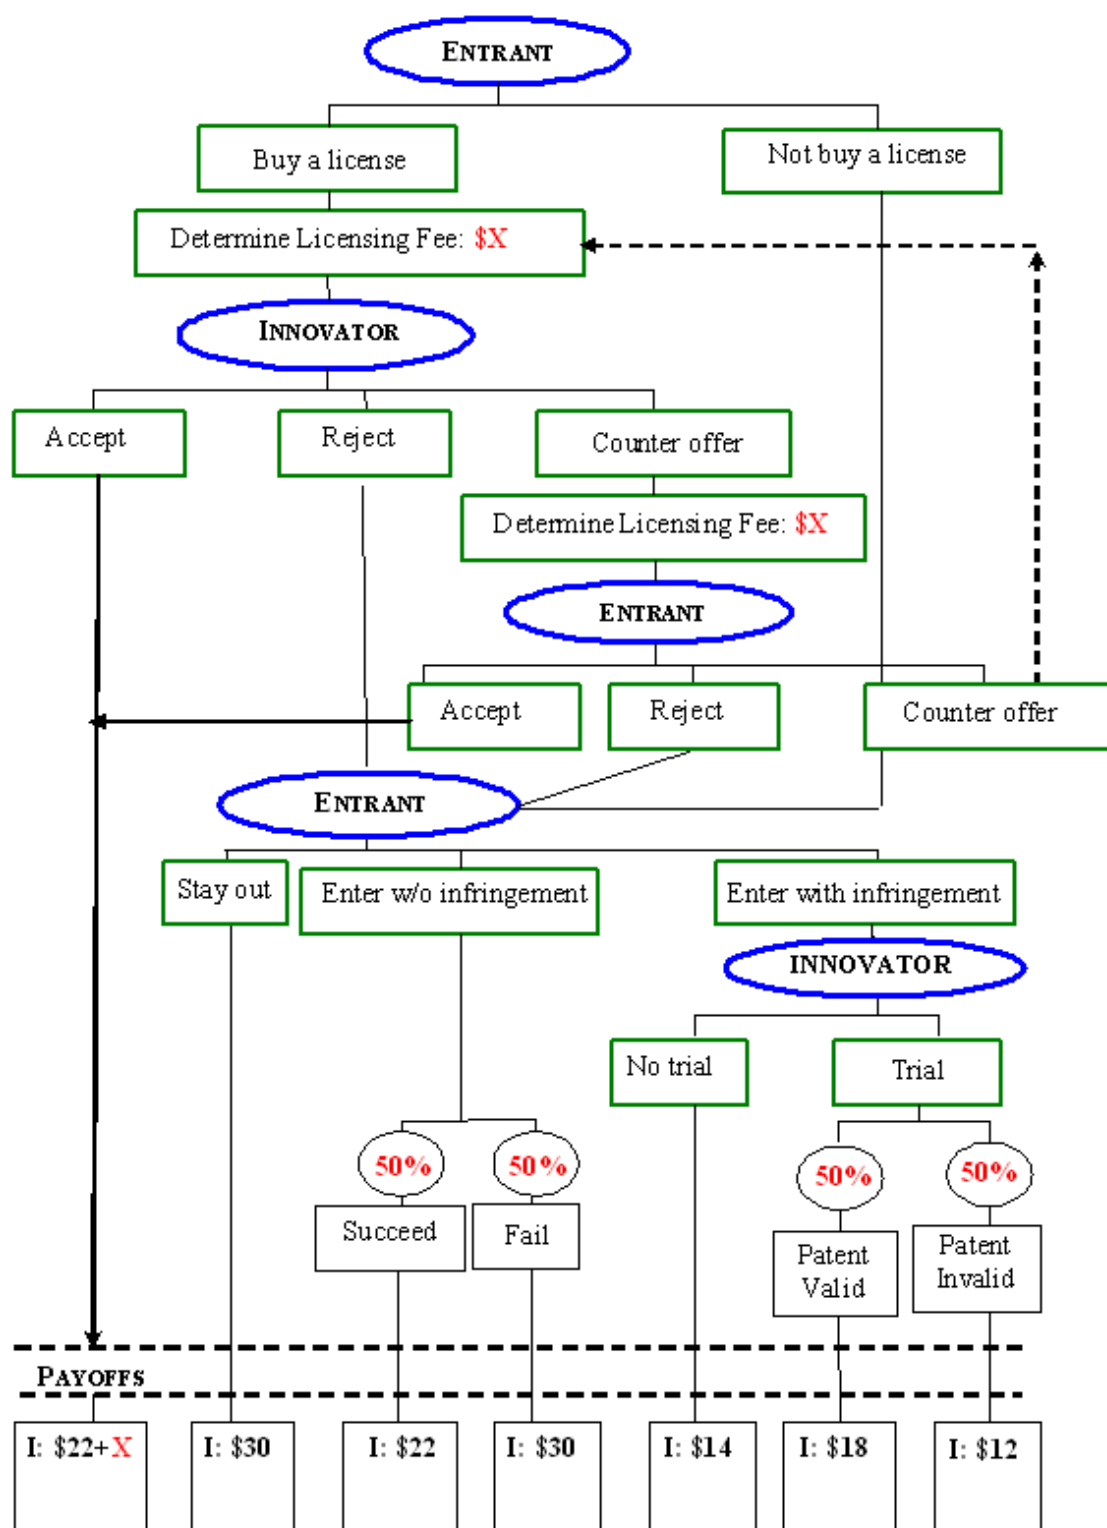 ENTRANT
Buy a license
Not buy a license
Determine Licensing Fee: $X
INNOVATOR
Accept
Reject
Counter offer
Determine Licensing Fee: $X
ENTRANT
Accept
Reject
Counter offer
ENTRANT
Stay out
Enter w/o infringement
Enter with infringement
INNOVATOR
No trial
Trial
50%
50%
50%
50%
Succeed
Fail
Patent
Valid
Patent
Invalid
PAYOFFS
I: $22+X
I: $30
I: $22
I: $30
I: $14
I: $18
I: $12